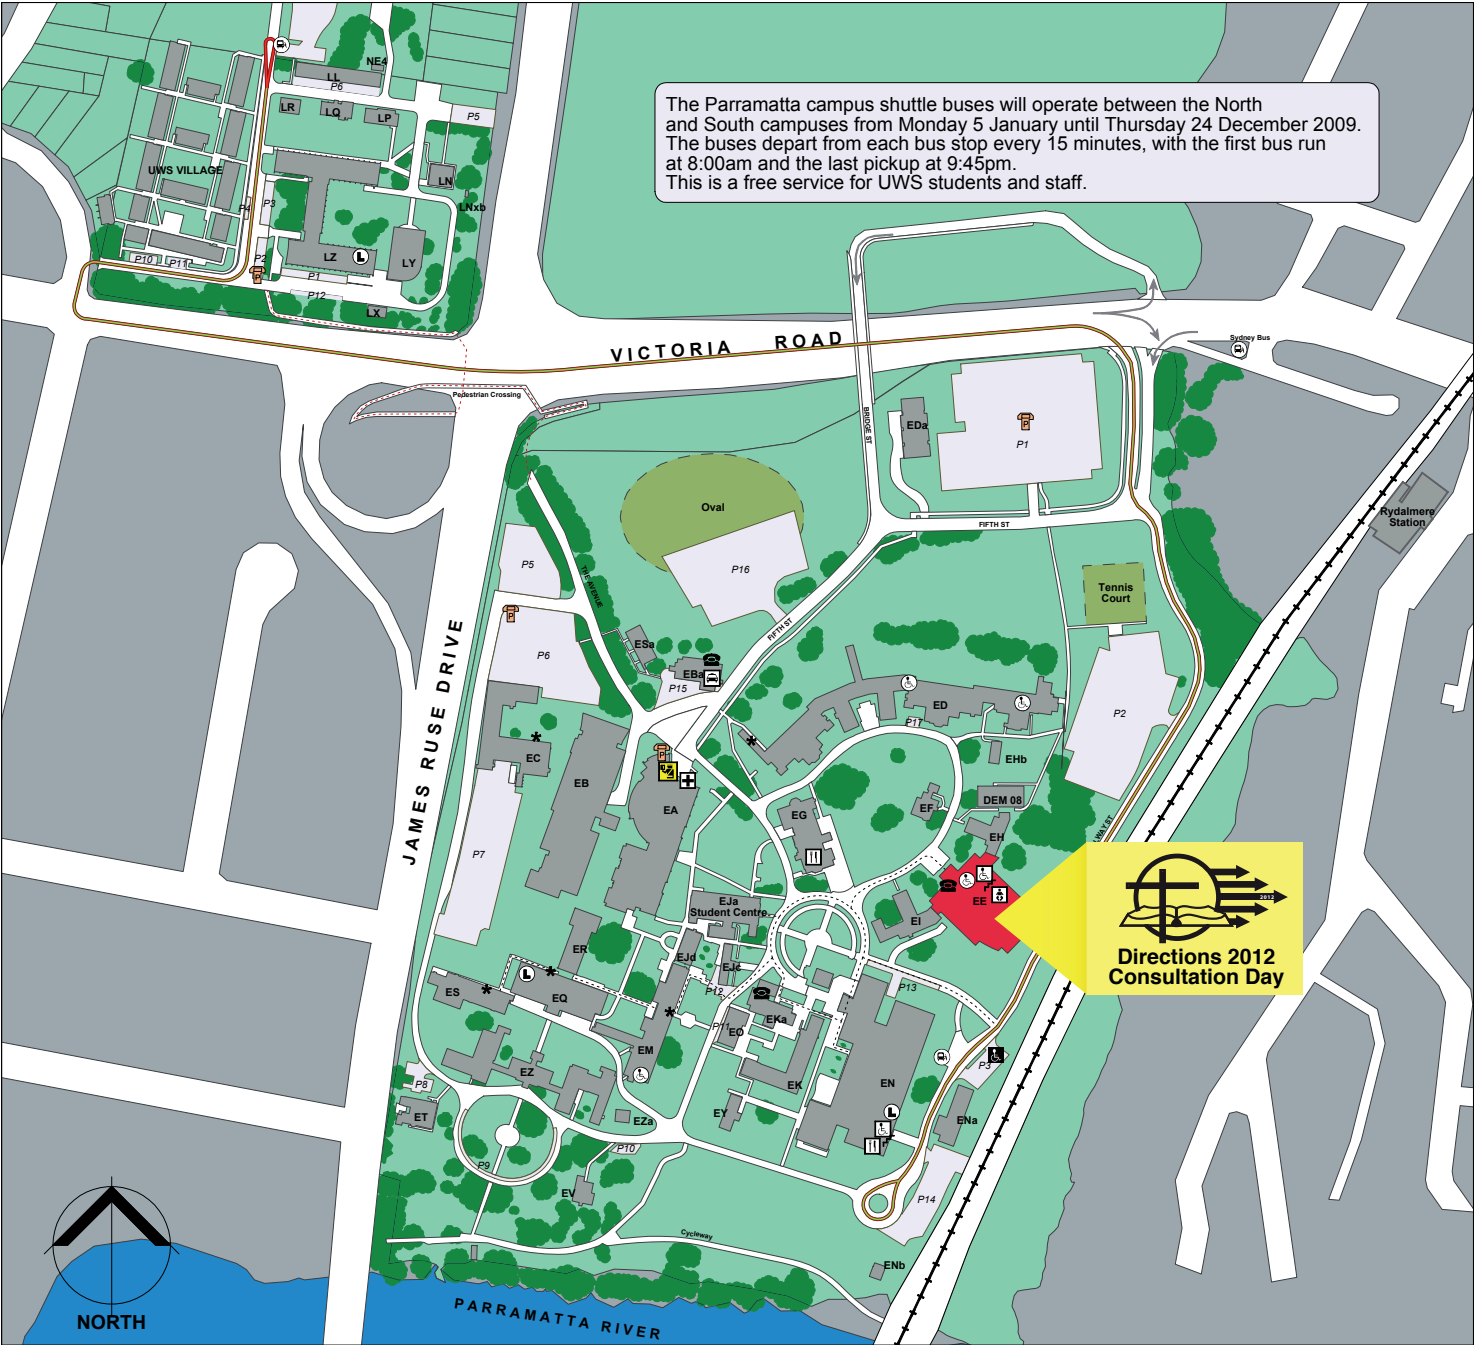 NE4
LL
P6
LR
LQ
LP
P5
The Parramatta campus shuttle buses will operate between the North
and South campuses from Monday 5 January until Thursday 24 December 2009.
The buses depart from each bus stop every 15 minutes, with the first bus run
at 8:00am and the last pickup at 9:45pm.
This is a free service for UWS students and staff.
UWS VILLAGE
LN
P4
P3
LNxb
P10
P11
P2
P
LZ
L
LY
P1
P12
LX
VICTORIA ROAD
Sydney Bus
Pedestrian Crossing
BRIDGE ST
EDa
P
P1
Oval
FIFTH ST
Rydalmere
Station
P5
THE AVENUE
P16
Tennis
Court
P
FIFTH ST
JAMES RUSE DRIVE
P6
ESa
EBa
P15
ED
P17
P2
*
*
EC
EB
P
EHb
DEM 08
EF
EA
EG
EH
WAY ST
P7
EE
2012
Directions 2012
Consultation Day
EJa
Student Centre
EI
ER
EJd
EJc
ES
*
L
*
EQ
P12
*
P13
P11
EO
EKa
EM
EZ
EK
EN
P3
P8
ET
EZa
EY
L
ENa
P10
P9
EV
P14
Cycleway
ENb
NORTH
PARRAMATTA RIVER